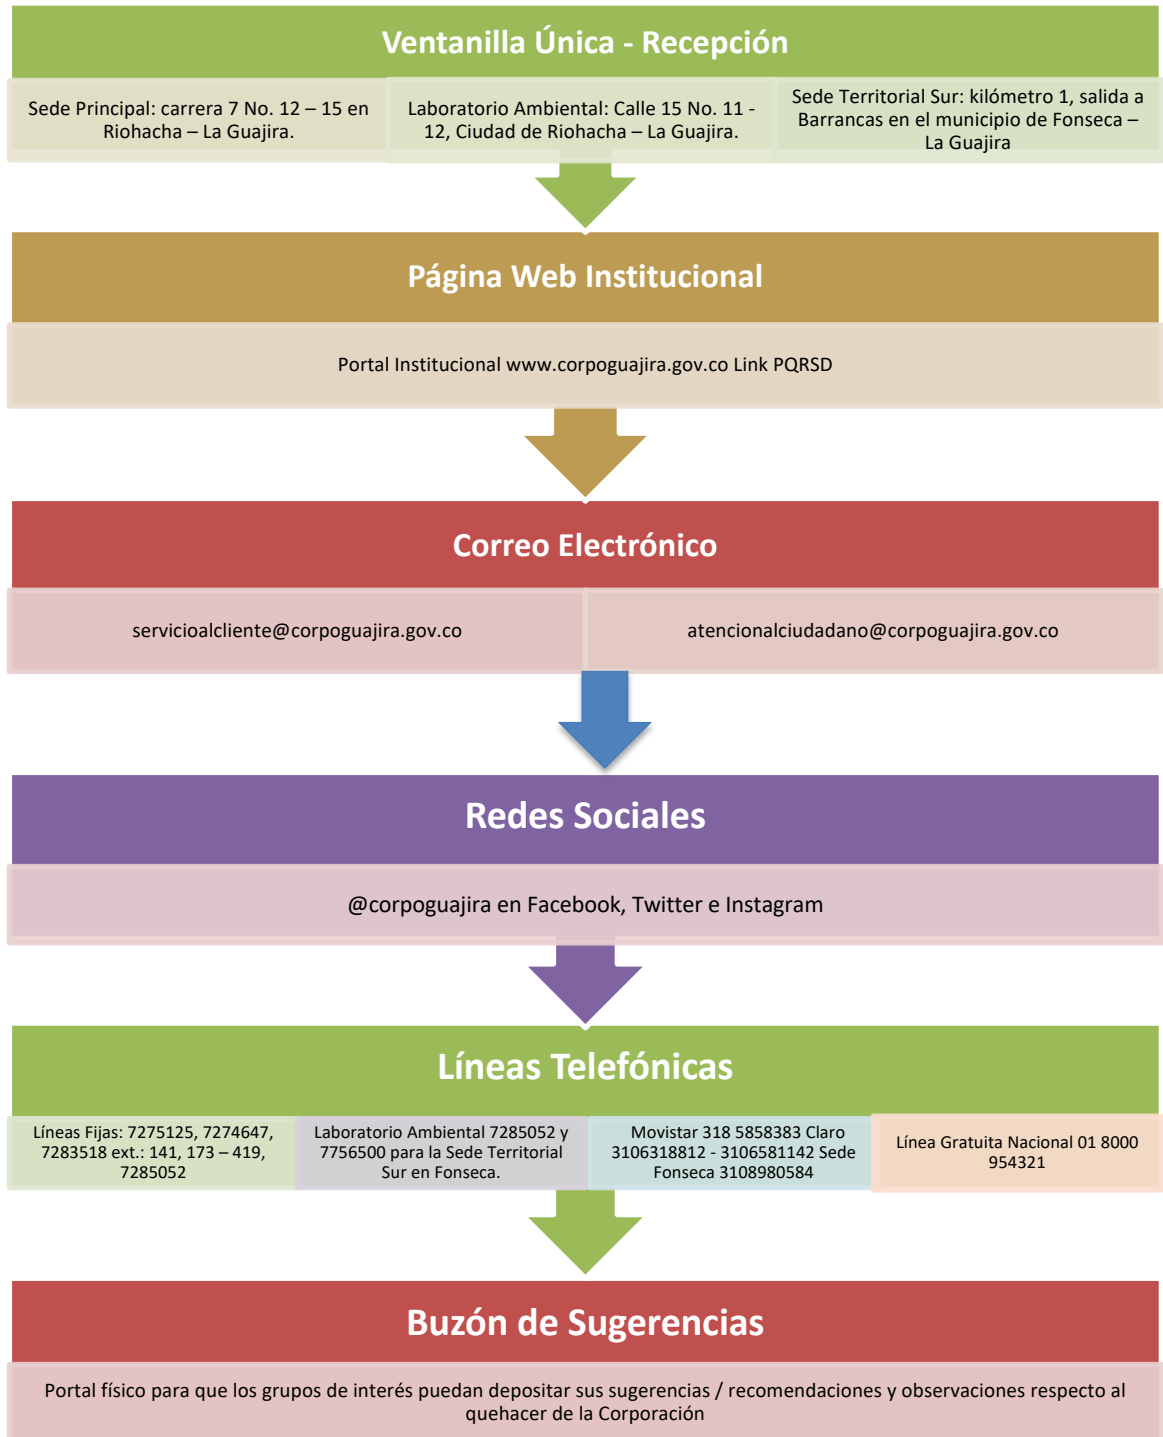 Ventanilla Única - Recepción
Sede Principal: carrera 7 No. 12 – 15 en
Riohacha – La Guajira.
Laboratorio Ambiental: Calle 15 No. 11 -
12, Ciudad de Riohacha – La Guajira.
Sede Territorial Sur: kilómetro 1, salida a
Barrancas en el municipio de Fonseca –
La Guajira
Página Web Institucional
Portal Institucional www.corpoguajira.gov.co Link PQRSD
Correo Electrónico
servicioalcliente@corpoguajira.gov.co
atencionalciudadano@corpoguajira.gov.co
Redes Sociales
@corpoguajira en Facebook, Twitter e Instagram
Líneas Telefónicas
Líneas Fijas: 7275125, 7274647,
7283518 ext.: 141, 173 – 419,
7285052
Laboratorio Ambiental 7285052 y
7756500 para la Sede Territorial
Sur en Fonseca.
Movistar 318 5858383 Claro
3106318812 - 3106581142 Sede
Fonseca 3108980584
Línea Gratuita Nacional 01 8000
954321
Buzón de Sugerencias
Portal físico para que los grupos de interés puedan depositar sus sugerencias / recomendaciones y observaciones respecto al
quehacer de la Corporación